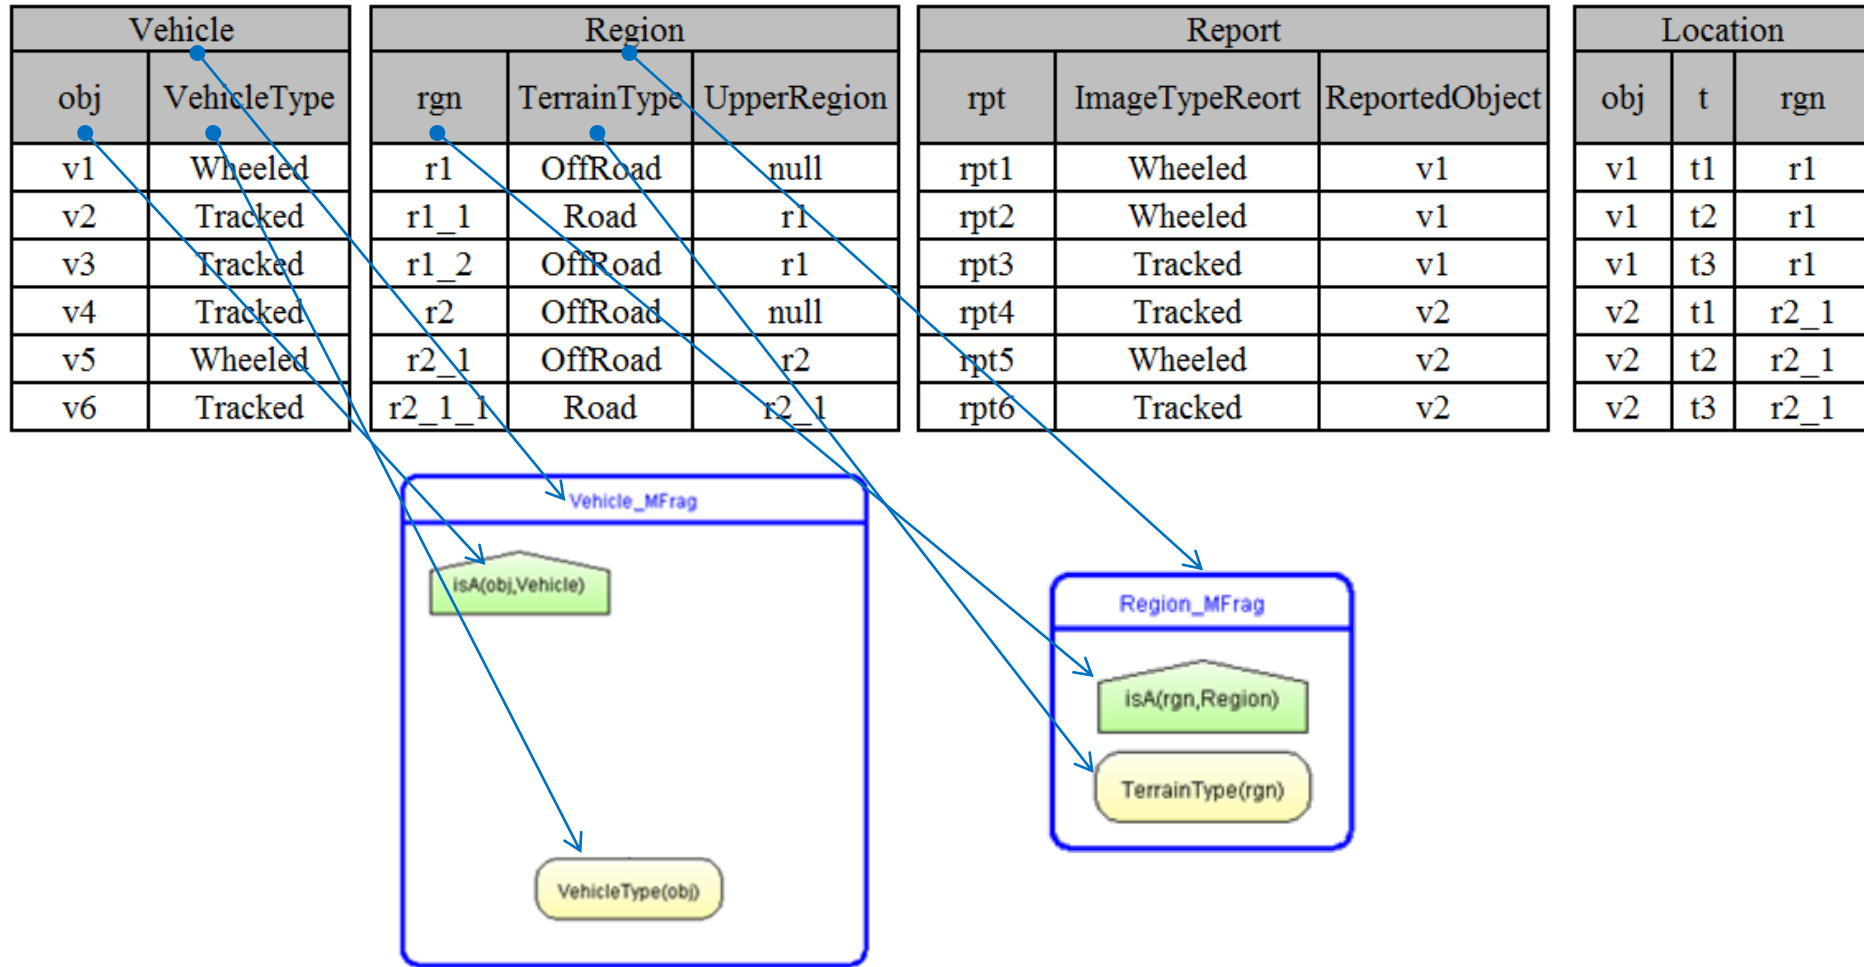 Vehicle Region Report Location
obj VehicleType rgn TerrainType UpperRegion rpt ImageTypeReort ReportedObject obj t rgn
v1 Wheeled r1 OffRoad null rpt1 Wheeled v1 v1 t1 r1
v2 Tracked r1_1 Road r1 rpt2 Wheeled v1 v1 t2 r1
v3 Tracked r1_2 OffRoad r1 rpt3 Tracked v1 v1 t3 r1
v4 Tracked r2 OffRoad null rpt4 Tracked v2 v2 t1 r2_1
v5 Wheeled r2_1 OffRoad r2 rpt5 Wheeled v2 v2 t2 r2_1
v6 Tracked r2_1_1 Road r2_1 rpt6 Tracked v2 v2 t3 r2_1
Vehicle_MFrag
isA(obj,Vehicle)
VehicleType(obj)
Region_MFrag
isA(rgn,Region)
TerrainType(rgn)